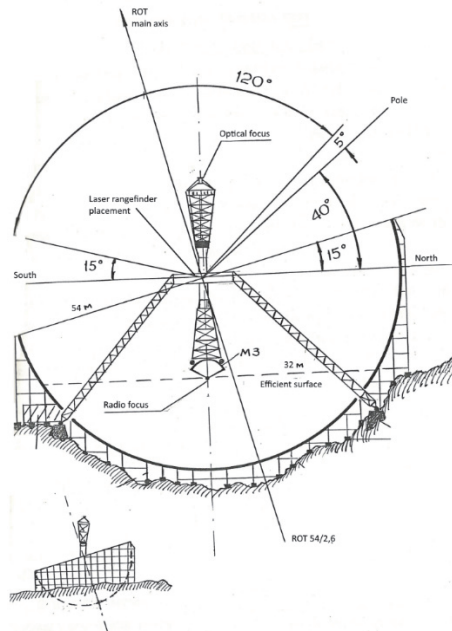 ROT
main axis
120°
Pole
5°
Optical focus
Laser rangefinder
placement
40°
15°
15°
South
North
54 м
M3
32 м
Efficient surface
Radio focus
ROT 54/2,6